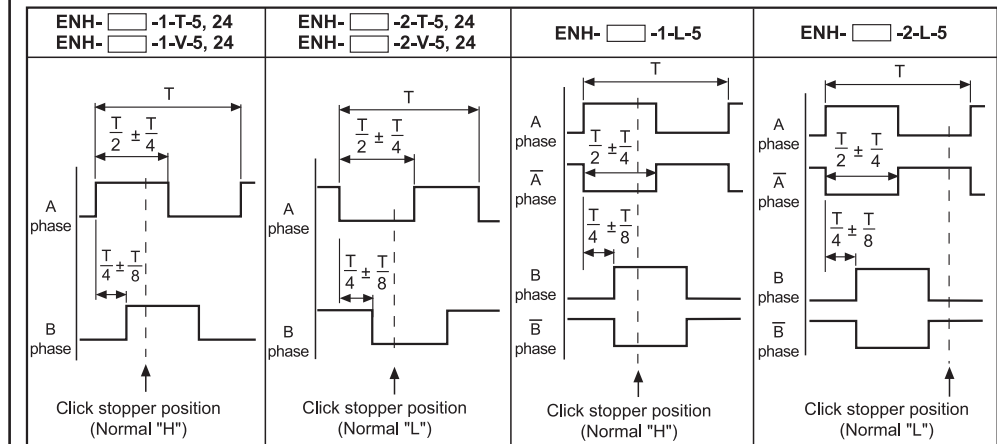 ENH- -1-T-5, 24
ENH- -1-V-5, 24
T
T/2 ± T/4
A phase
T/4 ± T/8
B phase
Click stopper position
(Normal "H")
ENH- -2-T-5, 24
ENH- -2-V-5, 24
T
T/2 ± T/4
A phase
T/4 ± T/8
B phase
Click stopper position
(Normal "L")
ENH- -1-L-5
T
A phase
T/2 ± T/4
A̅ phase
T/4 ± T/8
B phase
B̅ phase
Click stopper position
(Normal "H")
ENH- -2-L-5
T
A phase
T/2 ± T/4
A̅ phase
T/4 ± T/8
B phase
B̅ phase
Click stopper position
(Normal "L")